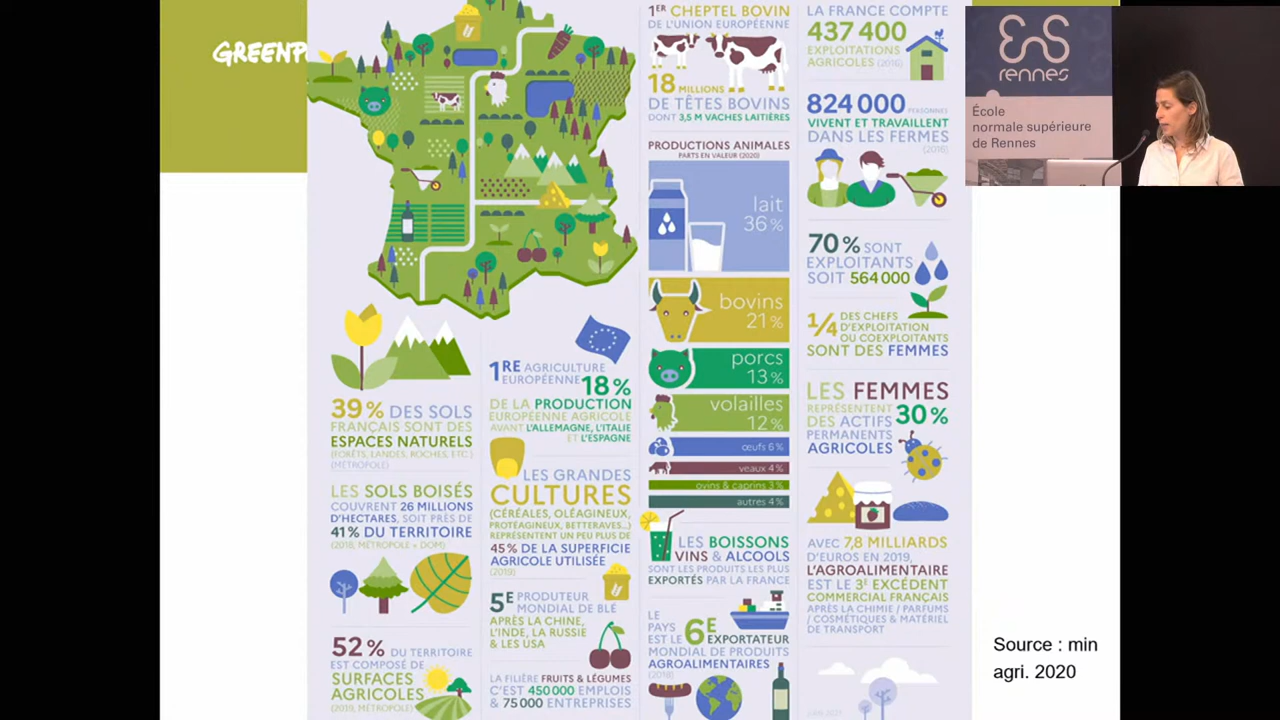 GREENP
39% DES SOLS
FRANÇAIS SONT DES
ESPACES NATURELS
(FORÊTS, LANDES, ROCHES, ETC.)
(MÉTROPOLE)
LES SOLS BOISÉS
COUVRENT 26 MILLIONS
D'HECTARES, SOIT PRÈS DE
41% DU TERRITOIRE
(2018, MÉTROPOLE + DOM)
52% DU TERRITOIRE
EST COMPOSÉ DE
SURFACES
AGRICOLES
(2019, MÉTROPOLE)
1RE AGRICULTURE
EUROPÉENNE 18%
DE LA PRODUCTION
EUROPÉENNE AGRICOLE
AVANT L'ALLEMAGNE, L'ITALIE
ET L'ESPAGNE
LES GRANDES
CULTURES
(CÉRÉALES, OLÉAGINEUX,
PROTÉAGINEUX, BETTERAVES...)
REPRÉSENTENT UN PEU PLUS DE
45% DE LA SUPERFICIE
AGRICOLE UTILISÉE
(2019)
5E PRODUCTEUR
MONDIAL DE BLÉ
APRÈS LA CHINE,
L'INDE, LA RUSSIE
& LES USA
LA FILIÈRE FRUITS & LÉGUMES
C'EST 450 000 EMPLOIS
& 75 000 ENTREPRISES
1ER CHEPTEL BOVIN
DE L'UNION EUROPÉENNE
18 MILLIONS
DE TÊTES BOVINS
DONT 3,5 M VACHES LAITIÈRES
PRODUCTIONS ANIMALES
PARTS EN VALEUR (2020)
lait
36%
bovins
21%
porcs
13%
volailles
12%
œufs 6%
veaux 4%
ovins & caprins 3%
autres 4%
LES BOISSONS
VINS & ALCOOLS
SONT LES PRODUITS LES PLUS
EXPORTÉS PAR LA FRANCE
LE
PAYS
EST LE 6E EXPORTATEUR
MONDIAL DE PRODUITS
AGROALIMENTAIRES
(2018)
LA FRANCE COMPTE
437 400
EXPLOITATIONS
AGRICOLES (2016)
824 000 PERSONNES
VIVENT ET TRAVAILLENT
DANS LES FERMES
(2016)
70% SONT
EXPLOITANTS
SOIT 564 000
1/4 DES CHEFS
D'EXPLOITATION
OU COEXPLOITANTS
SONT DES FEMMES
LES FEMMES
REPRÉSENTENT 30%
DES ACTIFS
PERMANENTS
AGRICOLES
AVEC 7,8 MILLIARDS
D'EUROS EN 2019,
L'AGROALIMENTAIRE
EST LE 3E EXCÉDENT
COMMERCIAL FRANÇAIS
APRÈS LA CHIMIE / PARFUMS
/ COSMÉTIQUES & MATÉRIEL
DE TRANSPORT
ENS
rennes
École
normale supérieure
de Rennes
Source : min
agri. 2020